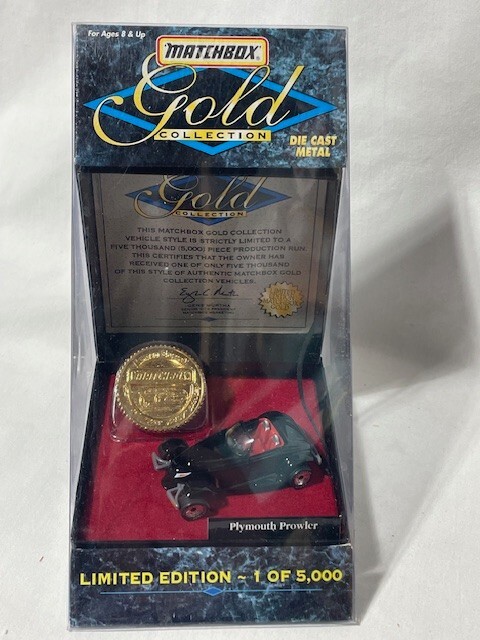 For Ages 8 & Up
MATCHBOX
Gold
COLLECTION
DIE CAST
METAL
Gold
COLLECTION
THIS MATCHBOX GOLD COLLECTION
VEHICLE STYLE IS STRICTLY LIMITED TO A
FIVE THOUSAND (5,000) PIECE PRODUCTION RUN
THIS CERTIFIES THAT THE OWNER HAS
RECEIVED ONE OF ONLY FIVE THOUSAND
OF THIS STYLE OF AUTHENTIC MATCHBOX GOLD
COLLECTION VEHICLES.
MATCHBOX
Plymouth Prowler
LIMITED EDITION ~ 1 OF 5,000